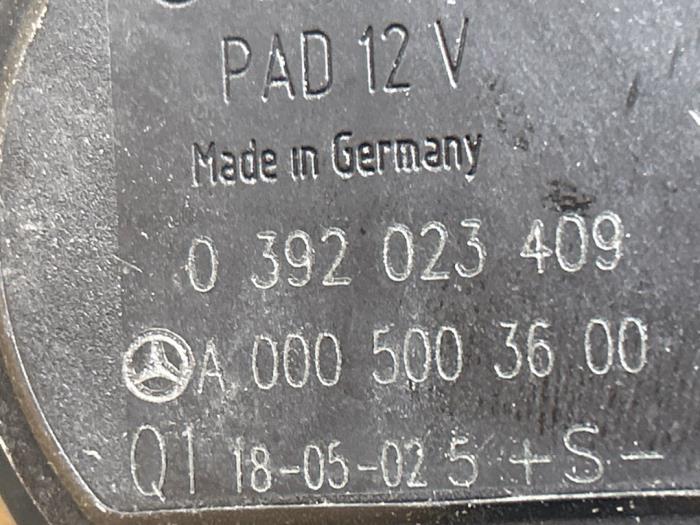 PAD 12 V
Made in Germany
0 392 023 409
A 000 500 36 00
Q1 18-05-02 5 +S-